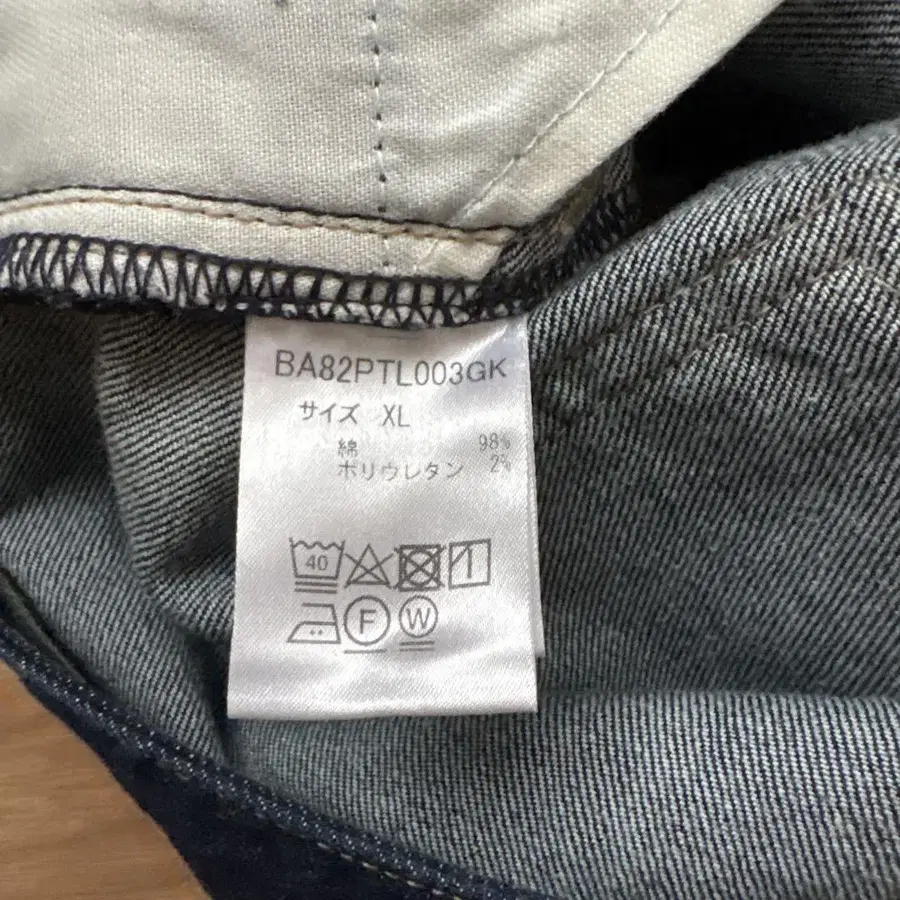 BA82PTL003GK
サイズ XL
綿 98%
ポリウレタン 2%
40
F W